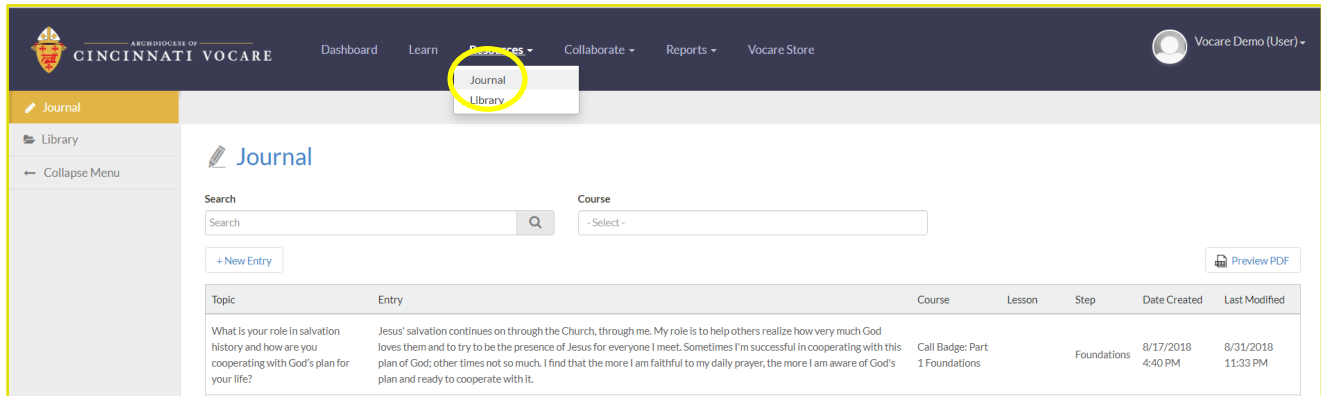 ARCHDIOCESE OF
CINCINNATI VOCARE
Dashboard Learn Resources Collaborate Reports Vocare Store
Vocare Demo (User)
Journal
Library
Journal
Library
Collapse Menu
Journal
Search Course
Search - Select -
+ New Entry Preview PDF
Topic Entry Course Lesson Step Date Created Last Modified
What is your role in salvation
history and how are you
cooperating with God's plan for
your life?
Jesus' salvation continues on through the Church, through me. My role is to help others realize how very much God
loves them and to try to be the presence of Jesus for everyone I meet. Sometimes I'm successful in cooperating with this
plan of God; other times not so much. I find that the more I am faithful to my daily prayer, the more I am aware of God's
plan and ready to cooperate with it.
Call Badge: Part
1 Foundations
Foundations
8/17/2018
4:40 PM
8/31/2018
11:33 PM